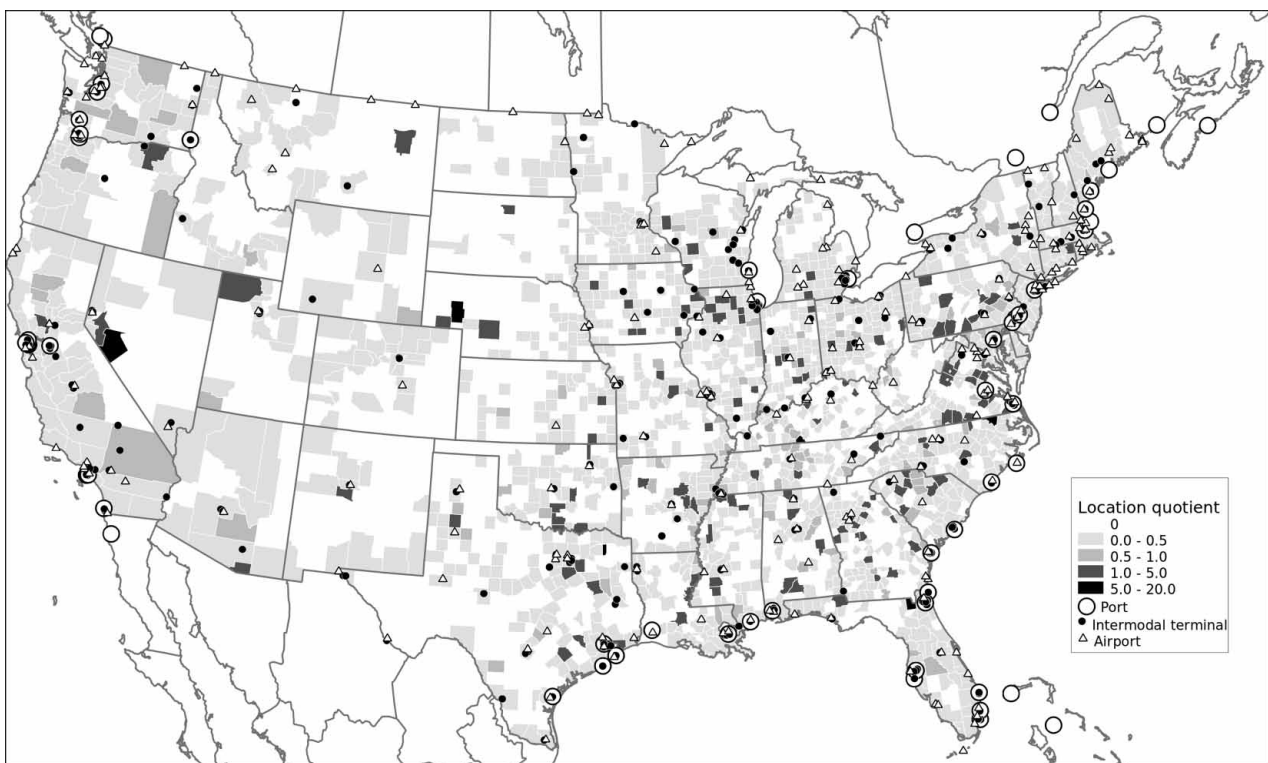 Location quotient
0
0.0 - 0.5
0.5 - 1.0
1.0 - 5.0
5.0 - 20.0
Port
Intermodal terminal
Airport